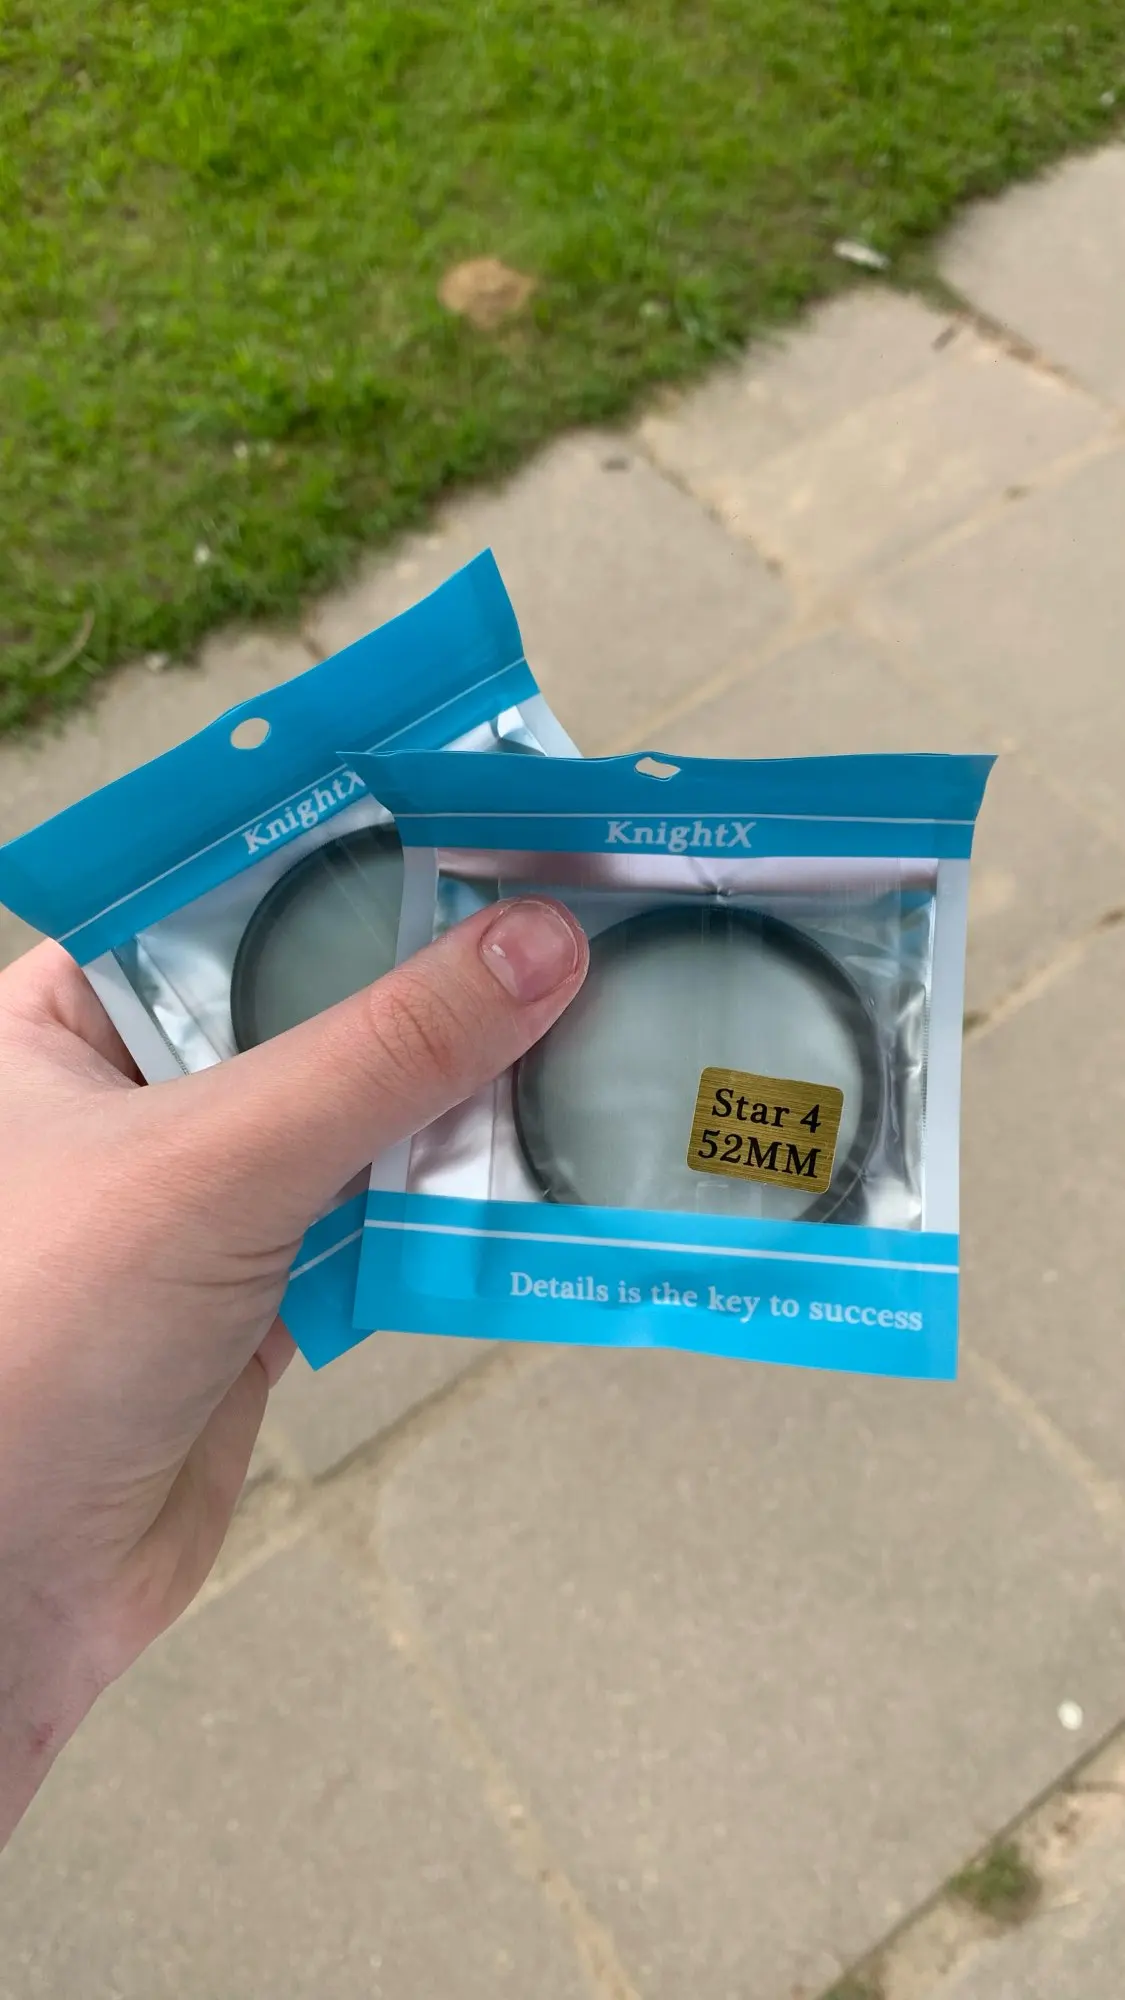 KnightX
KnightX
Star 4
52MM
Details is the key to success